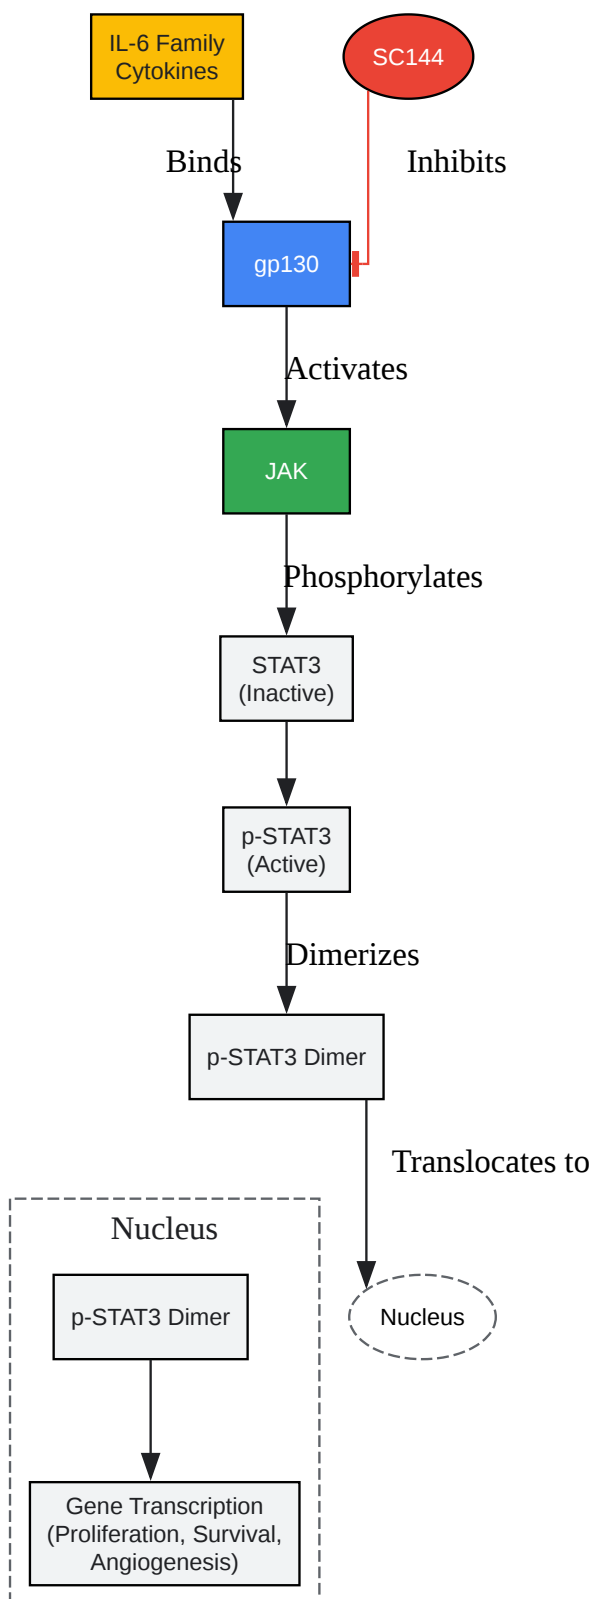 IL-6 Family
Cytokines
SC144
Binds
Inhibits
gp130
Activates
JAK
Phosphorylates
STAT3
(Inactive)
p-STAT3
(Active)
Dimerizes
p-STAT3 Dimer
Translocates to
Nucleus
p-STAT3 Dimer
Nucleus
Gene Transcription
(Proliferation, Survival,
Angiogenesis)